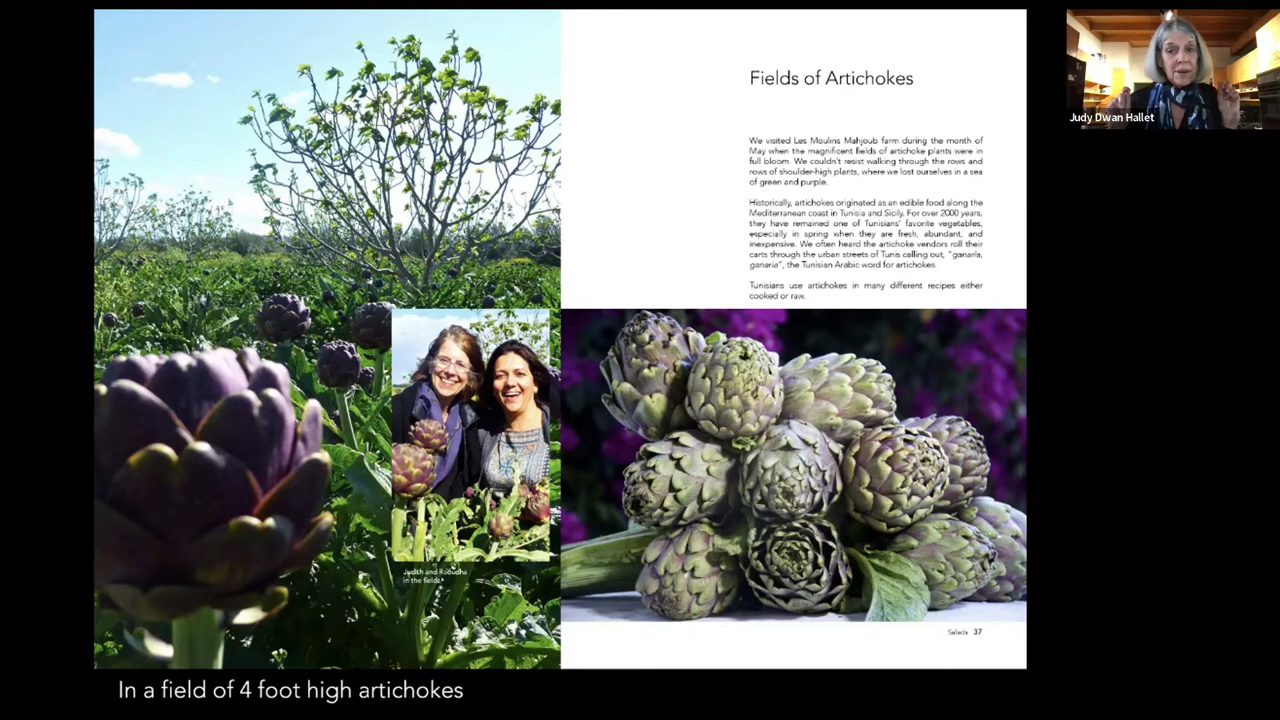 Fields of Artichokes
We visited Les Moulins Mahjoub farm during the month of
May when the magnificent fields of artichoke plants were in
full bloom. We couldn't resist walking through the rows and
rows of shoulder-high plants, where we lost ourselves in a sea
of green and purple.
Historically, artichokes originated as an edible food along the
Mediterranean coast in Tunisia and Sicily. For over 2000 years,
they have remained one of Tunisians' favorite vegetables,
especially in spring when they are fresh, abundant, and
inexpensive. We often heard the artichoke vendors roll their
carts through the urban streets of Tunis calling out, "ganaria,
ganaria", the Tunisian Arabic word for artichokes.
Tunisians use artichokes in many different recipes either
cooked or raw.
Judith and Raoudha
in the fields.
Salads 37
In a field of 4 foot high artichokes
Judy Dwan Hallet